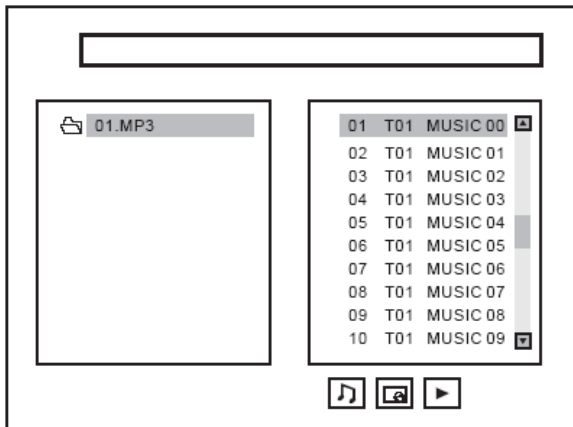 01.MP3
01 T01 MUSIC 00
02 T01 MUSIC 01
03 T01 MUSIC 02
04 T01 MUSIC 03
05 T01 MUSIC 04
06 T01 MUSIC 05
07 T01 MUSIC 06
08 T01 MUSIC 07
09 T01 MUSIC 08
10 T01 MUSIC 09